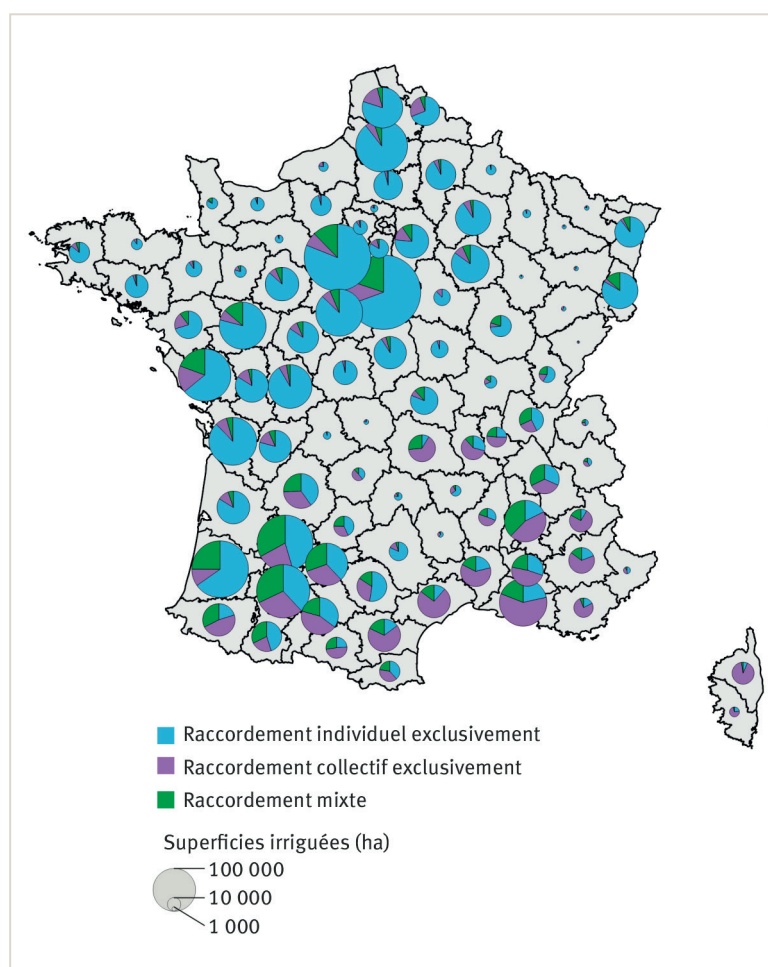 Raccordement individuel exclusivement
Raccordement collectif exclusivement
Raccordement mixte
Superficies irriguées (ha)
100 000
10 000
1 000